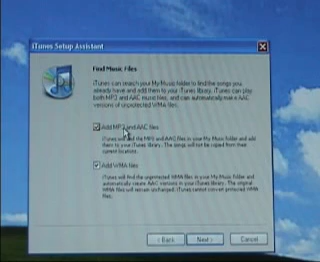 iTunes Setup Assistant
Find Music Files
iTunes can search your My Music folder to find the songs you
already have and add them to your iTunes library. iTunes can play
both MP3 and AAC music files, and can automatically make AAC
versions of unprotected WMA files.
Add MP3 and AAC files
iTunes will find the MP3 and AAC files in your My Music folder and add
them to your iTunes library. The songs will not be copied from their
current locations.
Add WMA files
iTunes will find the unprotected WMA files in your My Music folder and
automatically create AAC versions in your iTunes library. The original
WMA files will remain unchanged. iTunes cannot convert protected WMA
files.
< Back
Next >
Cancel